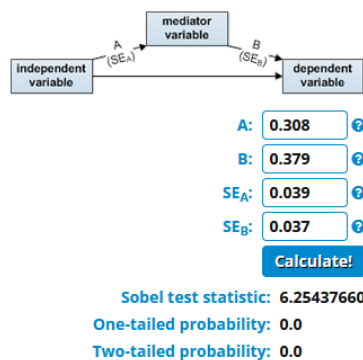 mediator
variable
A
(SEA)
B
(SEB)
independent
variable
dependent
variable
A: 0.308 ?
B: 0.379 ?
SEA: 0.039 ?
SEB: 0.037 ?
Calculate!
Sobel test statistic: 6.25437660
One-tailed probability: 0.0
Two-tailed probability: 0.0